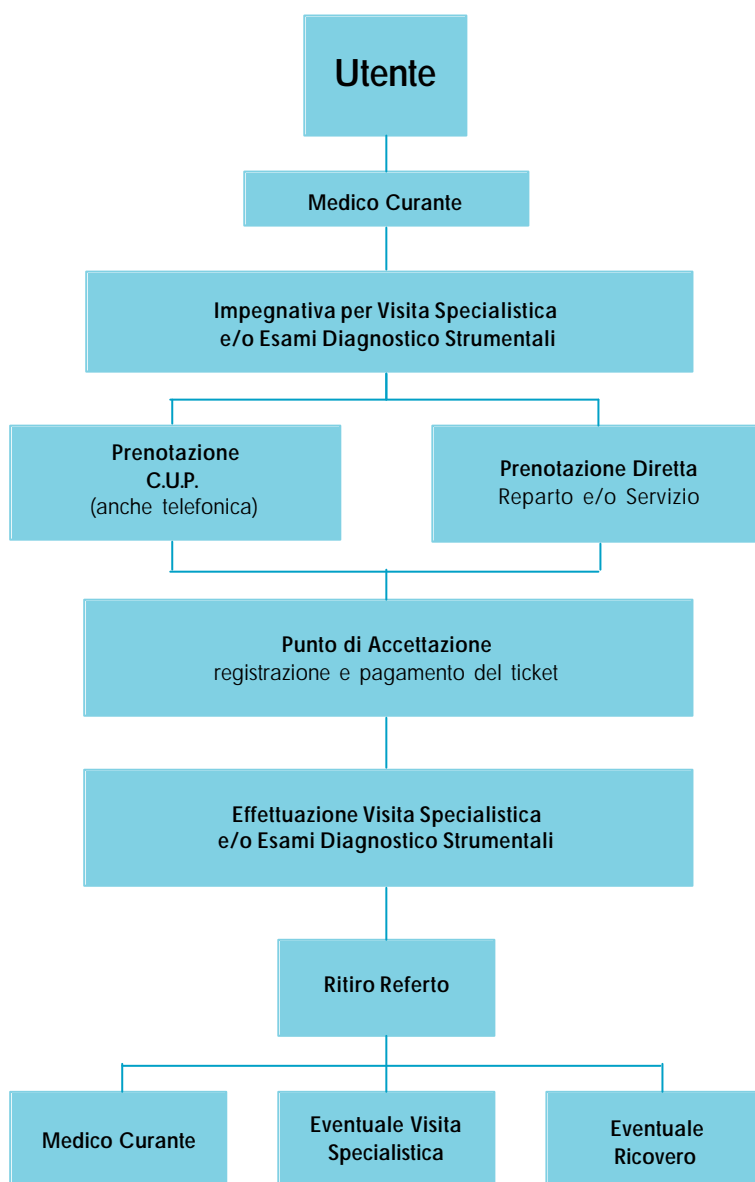 Utente
Medico Curante
Impegnativa per Visita Specialistica
e/o Esami Diagnostico Strumentali
Prenotazione
C.U.P.
(anche telefonica)
Prenotazione Diretta
Reparto e/o Servizio
Punto di Accettazione
registrazione e pagamento del ticket
Effettuazione Visita Specialistica
e/o Esami Diagnostico Strumentali
Ritiro Referto
Medico Curante
Eventuale Visita
Specialistica
Eventuale
Ricovero